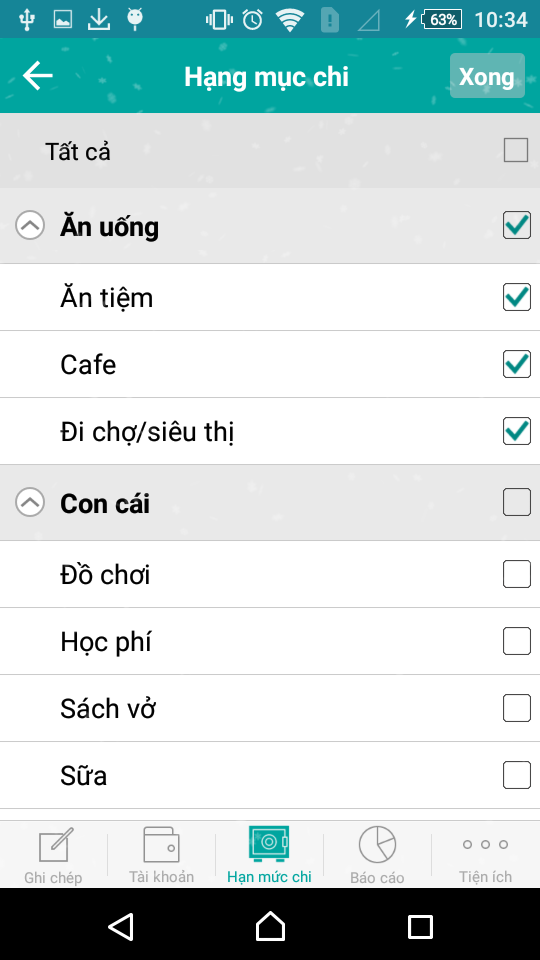 63% 10:34
Hạng mục chi
Xong
Tất cả
Ăn uống
Ăn tiệm
Cafe
Đi chợ/siêu thị
Con cái
Đồ chơi
Học phí
Sách vở
Sữa
Ghi chép
Tài khoản
Hạn mức chi
Báo cáo
Tiện ích